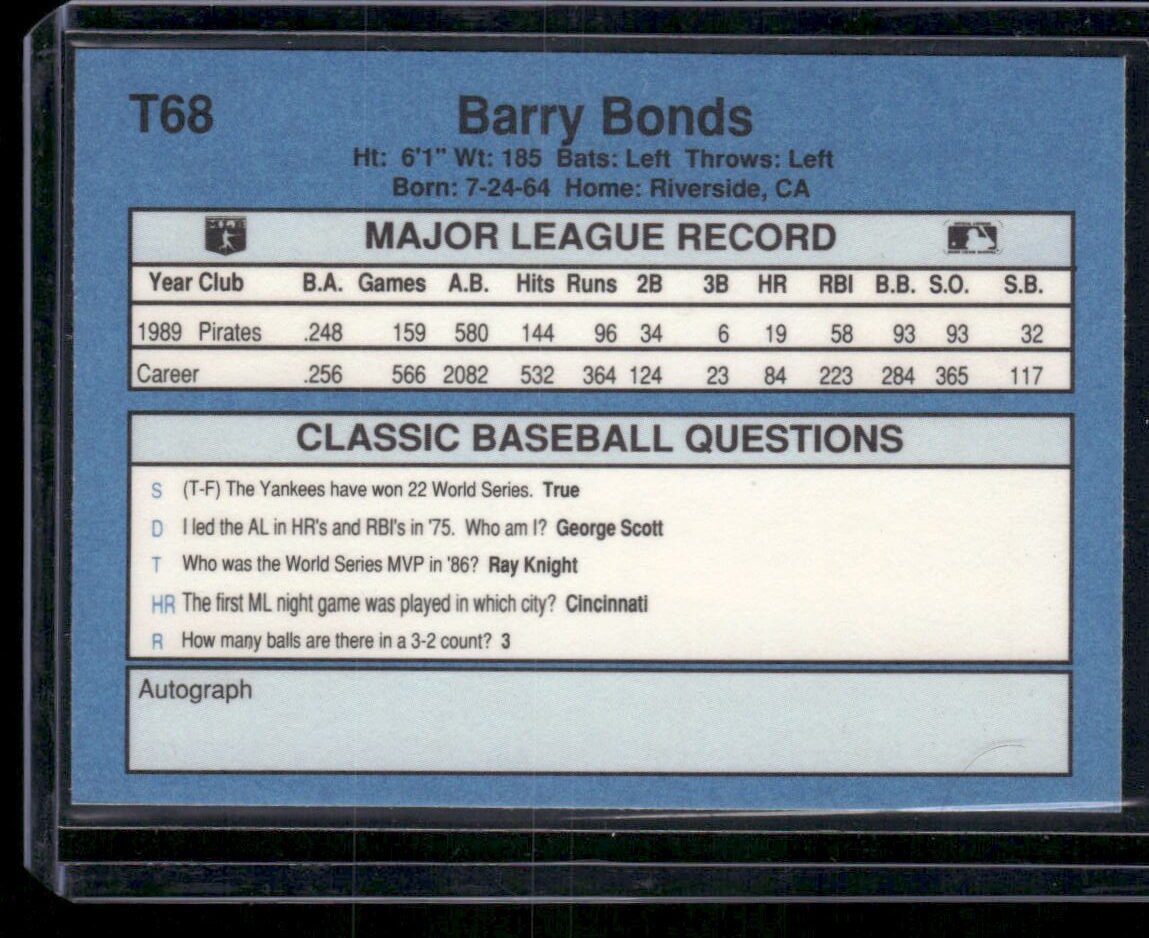 T68
Barry Bonds
Ht: 6'1" Wt: 185 Bats: Left Throws: Left
Born: 7-24-64 Home: Riverside, CA
MAJOR LEAGUE RECORD
Year Club B.A. Games A.B. Hits Runs 2B 3B HR RBI B.B. S.O. S.B.
1989 Pirates .248 159 580 144 96 34 6 19 58 93 93 32
Career .256 566 2082 532 364 124 23 84 223 284 365 117
CLASSIC BASEBALL QUESTIONS
S (T-F) The Yankees have won 22 World Series. True
D I led the AL in HR's and RBI's in '75. Who am I? George Scott
T Who was the World Series MVP in '86? Ray Knight
HR The first ML night game was played in which city? Cincinnati
R How many balls are there in a 3-2 count? 3
Autograph